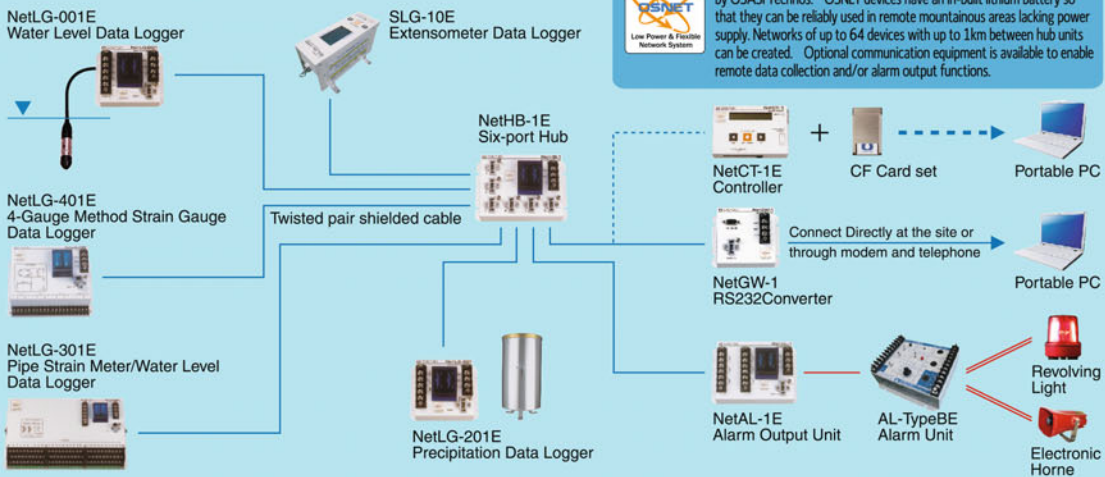 NetLG-001E
Water Level Data Logger
SLG-10E
Extensometer Data Logger
OSNET
Low Power & Flexible
Network System
by OSASI Technos. OSNET devices have an in-built lithium battery so
that they can be reliably used in remote mountainous areas lacking power
supply. Networks of up to 64 devices with up to 1km between hub units
can be created. Optional communication equipment is available to enable
remote data collection and/or alarm output functions.
NetHB-1E
Six-port Hub
NetCT-1E
Controller
+
CF Card set
Portable PC
NetLG-401E
4-Gauge Method Strain Gauge
Data Logger
Twisted pair shielded cable
Connect Directly at the site or
through modem and telephone
NetGW-1
RS232Converter
Portable PC
NetLG-301E
Pipe Strain Meter/Water Level
Data Logger
NetLG-201E
Precipitation Data Logger
NetAL-1E
Alarm Output Unit
AL-TypeBE
Alarm Unit
Revolving
Light
Electronic
Horne